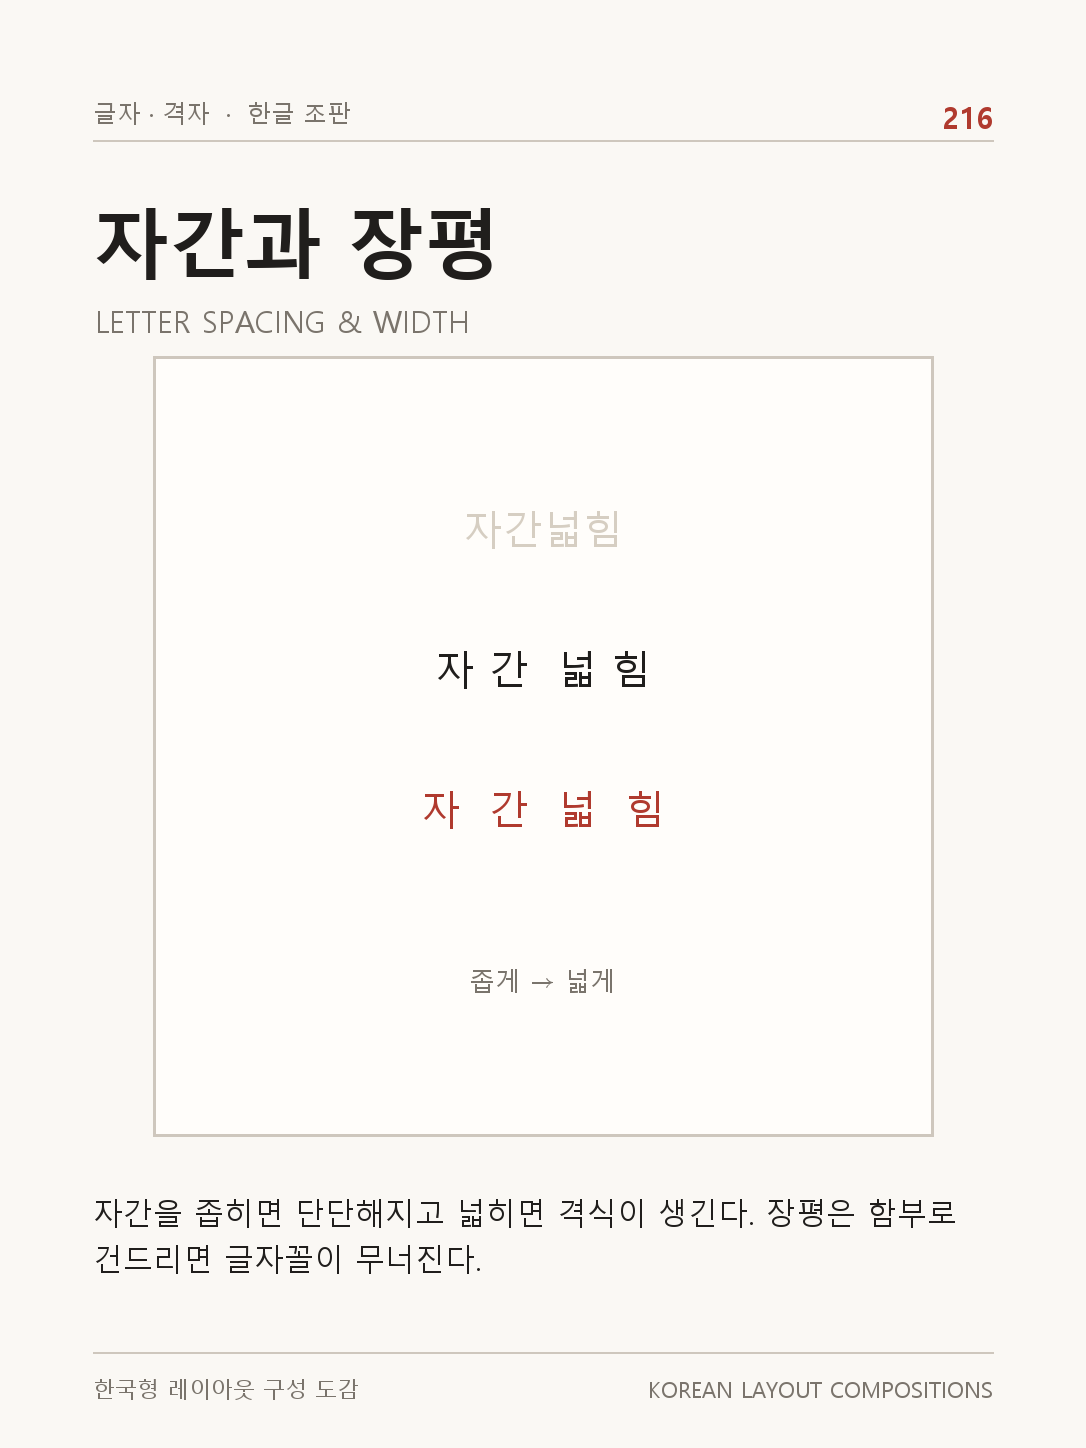 글자 · 격자 · 한글 조판
216
자간과 장평
LETTER SPACING & WIDTH
자간넓힘
자 간 넓 힘
자 간 넓 힘
좁게 → 넓게
자간을 좁히면 단단해지고 넓히면 격식이 생긴다. 장평은 함부로
건드리면 글자꼴이 무너진다.
한국형 레이아웃 구성 도감
KOREAN LAYOUT COMPOSITIONS